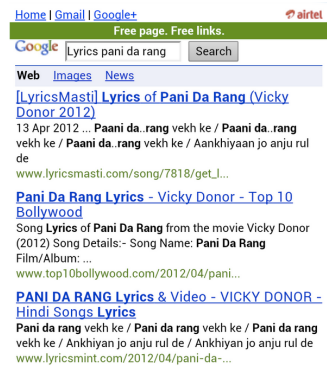 Home | Gmail | Google+ airtel
Free page. Free links.
Google Lyrics pani da rang Search
Web Images News
[LyricsMasti] Lyrics of Pani Da Rang (Vicky
Donor 2012)
13 Apr 2012 ... Paani da..rang vekh ke / Paani da..rang
vekh ke / Paani da..rang vekh ke / Aankhiyaan jo anju rul
de
www.lyricsmasti.com/song/7818/get_l...
Pani Da Rang Lyrics - Vicky Donor - Top 10
Bollywood
Song Lyrics of Pani Da Rang from the movie Vicky Donor
(2012) Song Details:- Song Name: Pani Da Rang
Film/Album: ...
www.top10bollywood.com/2012/04/pani...
PANI DA RANG Lyrics & Video - VICKY DONOR -
Hindi Songs Lyrics
Pani da rang vekh ke / Pani da rang vekh ke / Pani da rang
vekh ke / Ankhiyan jo anju rul de / Ankhiyan jo anju rul de
www.lyricsmint.com/2012/04/pani-da-...